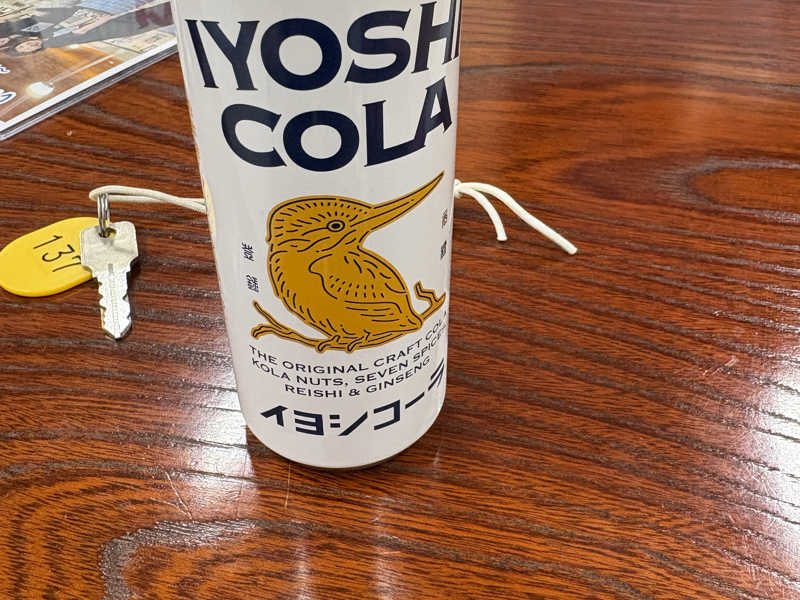 IYOSHI
COLA
THE ORIGINAL CRAFT COLA
KOLA NUTS, SEVEN SPICES
REISHI & GINSENG
イヨシコーラ
137